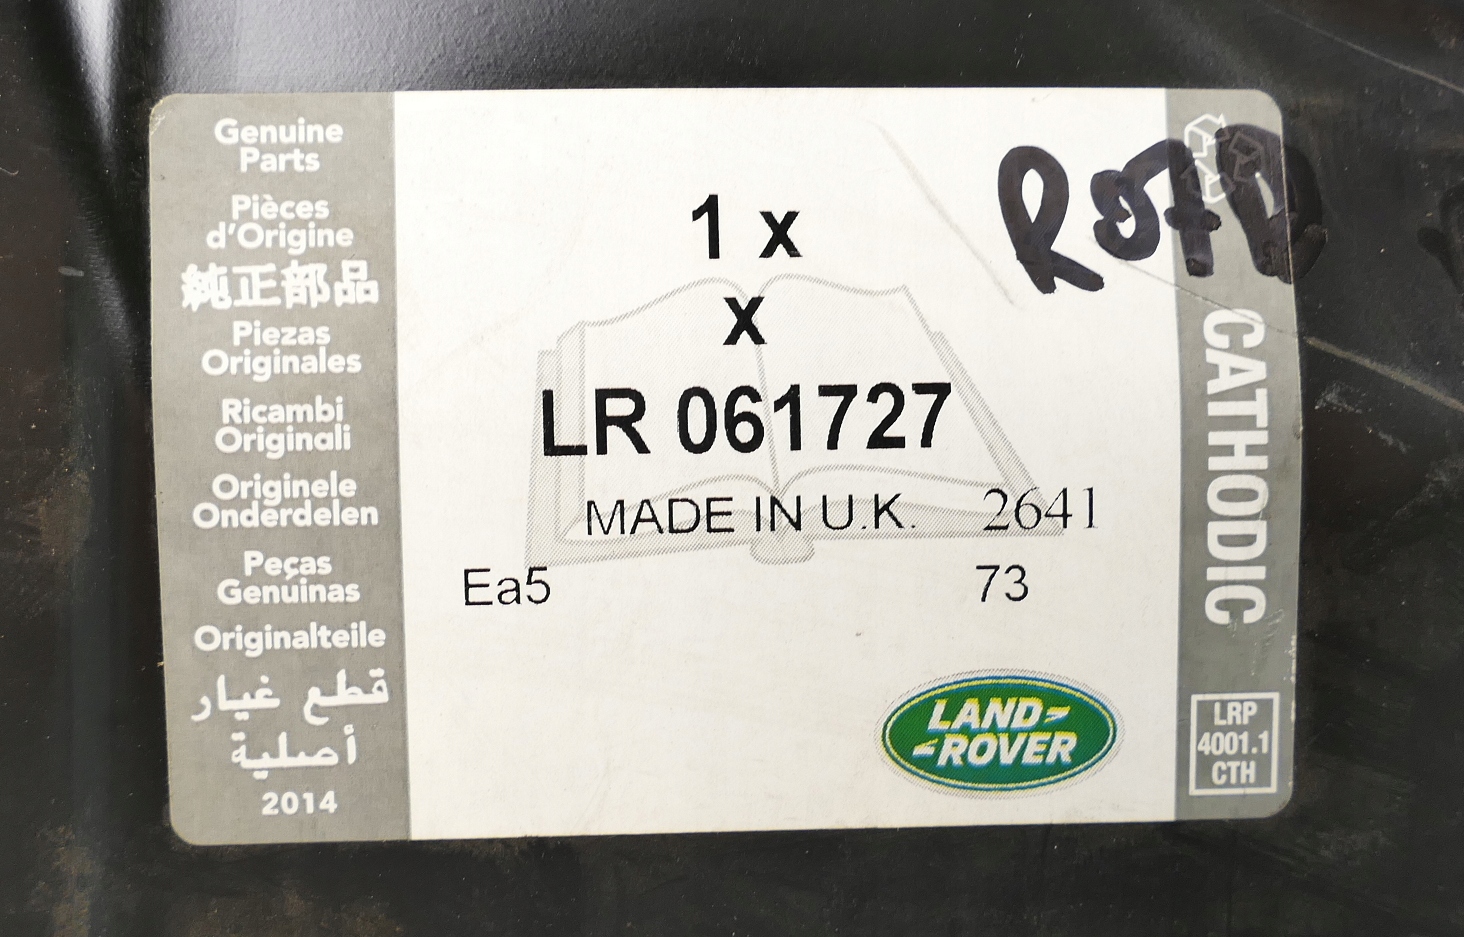 Genuine
Parts
Pièces
d'Origine
純正部品
Piezas
Originales
Ricambi
Originali
Originele
Onderdelen
Peças
Genuinas
Originalteile
قطع غيار
أصلية
2014
1 x
x
LR 061727
MADE IN U.K. 2641
Ea5 73
LAND
ROVER
CATHODIC
LRP
4001.1
CTH